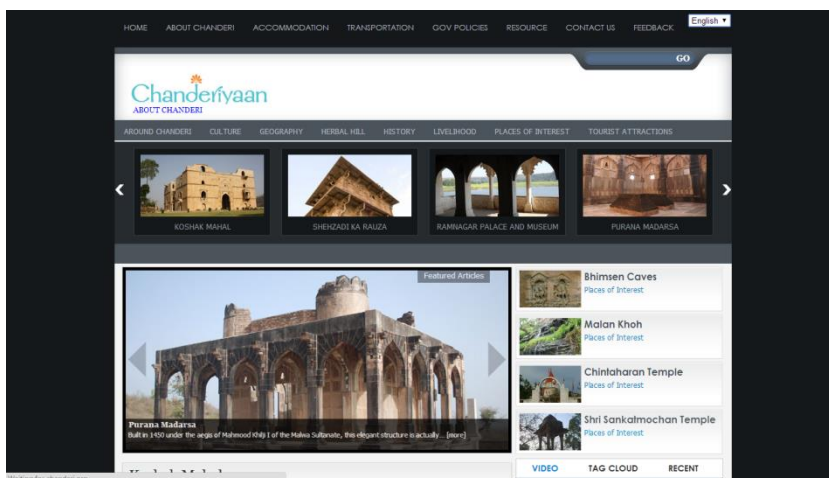 HOME ABOUT CHANDERI ACCOMMODATION TRANSPORTATION GOV POLICIES RESOURCE CONTACT US FEEDBACK English
GO
Chanderiyaan
ABOUT CHANDERI
AROUND CHANDERI CULTURE GEOGRAPHY HERBAL HILL HISTORY LIVELIHOOD PLACES OF INTEREST TOURIST ATTRACTIONS
KOSHAK MAHAL SHEHZADI KA RAUZA RAMNAGAR PALACE AND MUSEUM PURANA MADARSA
Featured Articles
Purana Madarsa
Built in 1450 under the aegis of Mahmood Khilji I of the Malwa Sultanate, this elegant structure is actually... [more]
Bhimsen Caves
Places of Interest
Malan Khoh
Places of Interest
Chintaharan Temple
Places of Interest
Shri Sankatmochan Temple
Places of Interest
VIDEO TAG CLOUD RECENT